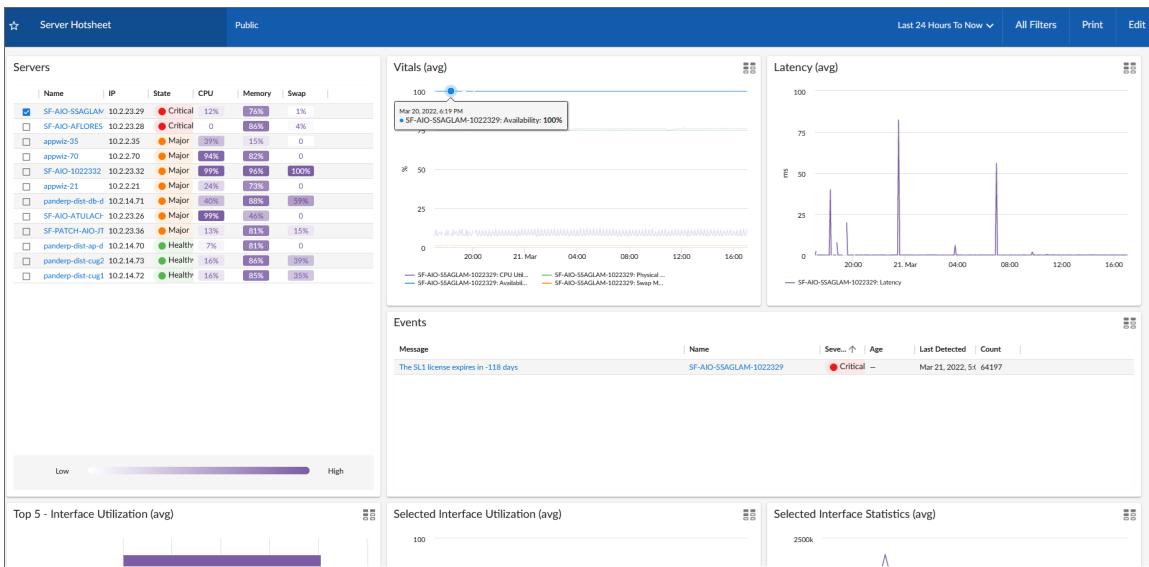 Server Hotsheet Public Last 24 Hours To Now All Filters Print Edit
Servers
Name IP State CPU Memory Swap
SF-AIO-SSAGLAM 10.2.23.29 Critical 12% 76% 1%
SF-AIO-AFLORES- 10.2.23.28 Critical 0 86% 4%
appwiz-35 10.2.2.35 Major 39% 15% 0
appwiz-70 10.2.2.70 Major 94% 82% 0
SF-AIO-1022332 10.2.23.32 Major 99% 96% 100%
appwiz-21 10.2.2.21 Major 24% 73% 0
panderp-dist-db-d 10.2.14.71 Major 40% 88% 59%
SF-AIO-ATULACH 10.2.23.26 Major 99% 46% 0
SF-PATCH-AIO-JT 10.2.23.36 Major 13% 81% 15%
panderp-dist-ap-d 10.2.14.70 Healthy 7% 81% 0
panderp-dist-cug2 10.2.14.73 Healthy 16% 86% 39%
panderp-dist-cug1 10.2.14.72 Healthy 16% 85% 35%
Low High
Vitals (avg)
100
Mar 20, 2022, 6:19 PM
SF-AIO-SSAGLAM-1022329: Availability: 100%
75
%
50
25
0
20:00 21. Mar 04:00 08:00 12:00 16:00
SF-AIO-SSAGLAM-1022329: CPU Util... SF-AIO-SSAGLAM-1022329: Physical ...
SF-AIO-SSAGLAM-1022329: Availabil... SF-AIO-SSAGLAM-1022329: Swap M...
Latency (avg)
100
75
ms
50
25
0
20:00 21. Mar 04:00 08:00 12:00 16:00
SF-AIO-SSAGLAM-1022329: Latency
Events
Message Name Seve... Age Last Detected Count
The SL1 license expires in -118 days SF-AIO-SSAGLAM-1022329 Critical — Mar 21, 2022, 5:( 64197
Top 5 - Interface Utilization (avg)
Selected Interface Utilization (avg)
100
Selected Interface Statistics (avg)
2500k